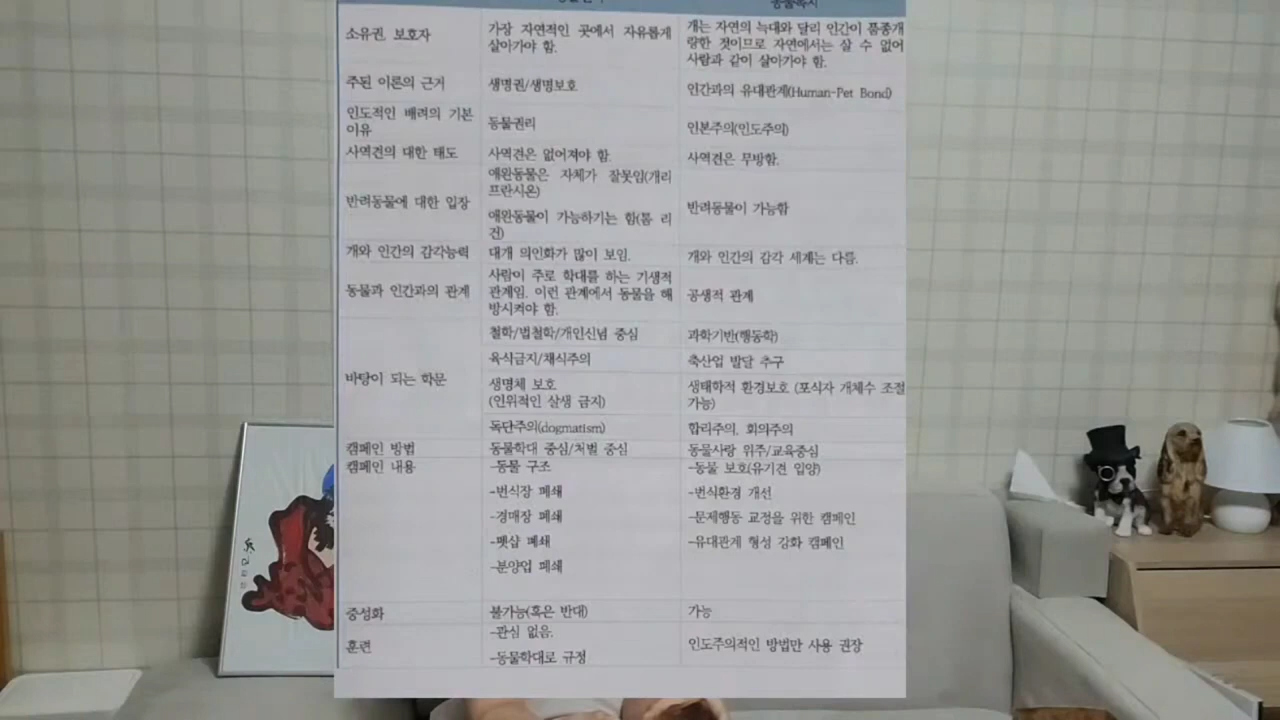 동물복지
소유권, 보호자
가장 자연적인 곳에서 자유롭게
살아가야 함.
개는 자연의 늑대와 달리 인간이 품종개
량한 것이므로 자연에서는 살 수 없어
사람과 같이 살아가야 함.
주된 이론의 근거
생명권/생명보호
인간과의 유대관계(Human-Pet Bond)
인도적인 배려의 기본
이유
동물권리
인본주의(인도주의)
사역견의 대한 태도
사역견은 없어져야 함.
사역견은 무방함.
반려동물에 대한 입장
애완동물은 자체가 잘못임(개리
프란시온)
애완동물이 가능하기는 함(톰 리
건)
반려동물이 가능함
개와 인간의 감각능력
대개 의인화가 많이 보임.
개와 인간의 감각 세계는 다름.
동물과 인간과의 관계
사람이 주로 학대를 하는 기생적
관계임. 이런 관계에서 동물을 해
방시켜야 함.
공생적 관계
바탕이 되는 학문
철학/법철학/개인신념 중심
과학기반(행동학)
육식금지/채식주의
축산업 발달 추구
생명체 보호
(인위적인 살생 금지)
생태학적 환경보호 (포식자 개체수 조절
가능)
독단주의(dogmatism)
합리주의, 회의주의
캠페인 방법
동물학대 중심/처벌 중심
동물사랑 위주/교육중심
캠페인 내용
-동물 구조
-동물 보호(유기견 입양)
-번식장 폐쇄
-번식환경 개선
-경매장 폐쇄
-문제행동 교정을 위한 캠페인
-펫샵 폐쇄
-유대관계 형성 강화 캠페인
-분양업 폐쇄
중성화
불가능(혹은 반대)
가능
훈련
-관심 없음.
-동물학대로 규정
인도주의적인 방법만 사용 권장